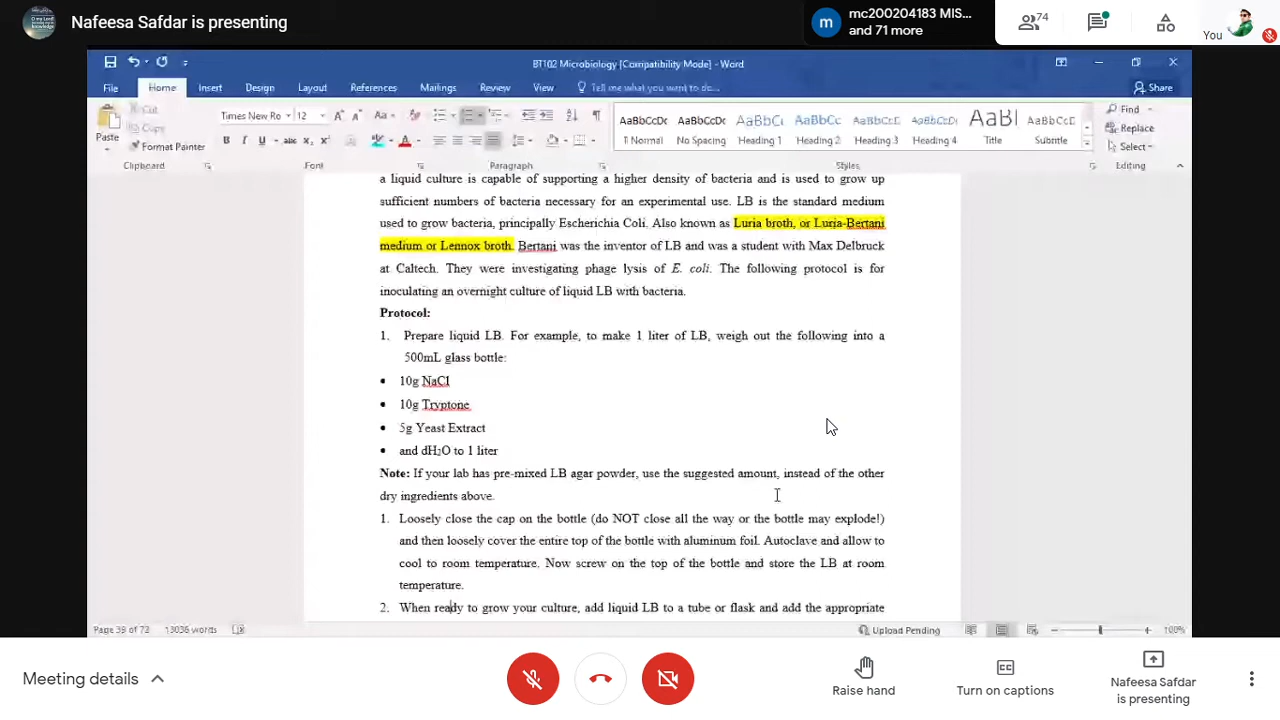 Nafeesa Safdar is presenting
m
mc200204183 MIS...
and 71 more
74
You
BT102 Microbiology [Compatibility Mode] - Word
File
Home
Insert
Design
Layout
References
Mailings
Review
View
Tell me what you want to do...
Share
Paste
Cut
Copy
Format Painter
Times New Ro
12
AaBbCcDc
AaBbCcDc
AaBbCc
AaBbCc
AaBbCcD
AaBbCcD
AaBl
AaBbCcD
1 Normal
No Spacing
Heading 1
Heading 2
Heading 3
Heading 4
Title
Subtitle
Find
Replace
Select
Clipboard
Font
Paragraph
Styles
Editing
a liquid culture is capable of supporting a higher density of bacteria and is used to grow up
sufficient numbers of bacteria necessary for an experimental use. LB is the standard medium
used to grow bacteria, principally Escherichia Coli. Also known as Luria broth, or Luria-Bertani
medium or Lennox broth. Bertani was the inventor of LB and was a student with Max Delbruck
at Caltech. They were investigating phage lysis of E. coli. The following protocol is for
inoculating an overnight culture of liquid LB with bacteria.
Protocol:
1. Prepare liquid LB. For example, to make 1 liter of LB, weigh out the following into a
500mL glass bottle:
• 10g NaCl
• 10g Tryptone
• 5g Yeast Extract
• and dH2O to 1 liter
Note: If your lab has pre-mixed LB agar powder, use the suggested amount, instead of the other
dry ingredients above.
1. Loosely close the cap on the bottle (do NOT close all the way or the bottle may explode!)
and then loosely cover the entire top of the bottle with aluminum foil. Autoclave and allow to
cool to room temperature. Now screw on the top of the bottle and store the LB at room
temperature.
2. When ready to grow your culture, add liquid LB to a tube or flask and add the appropriate
Page 39 of 72
13036 words
Upload Pending
100%
Meeting details
Raise hand
Turn on captions
Nafeesa Safdar
is presenting